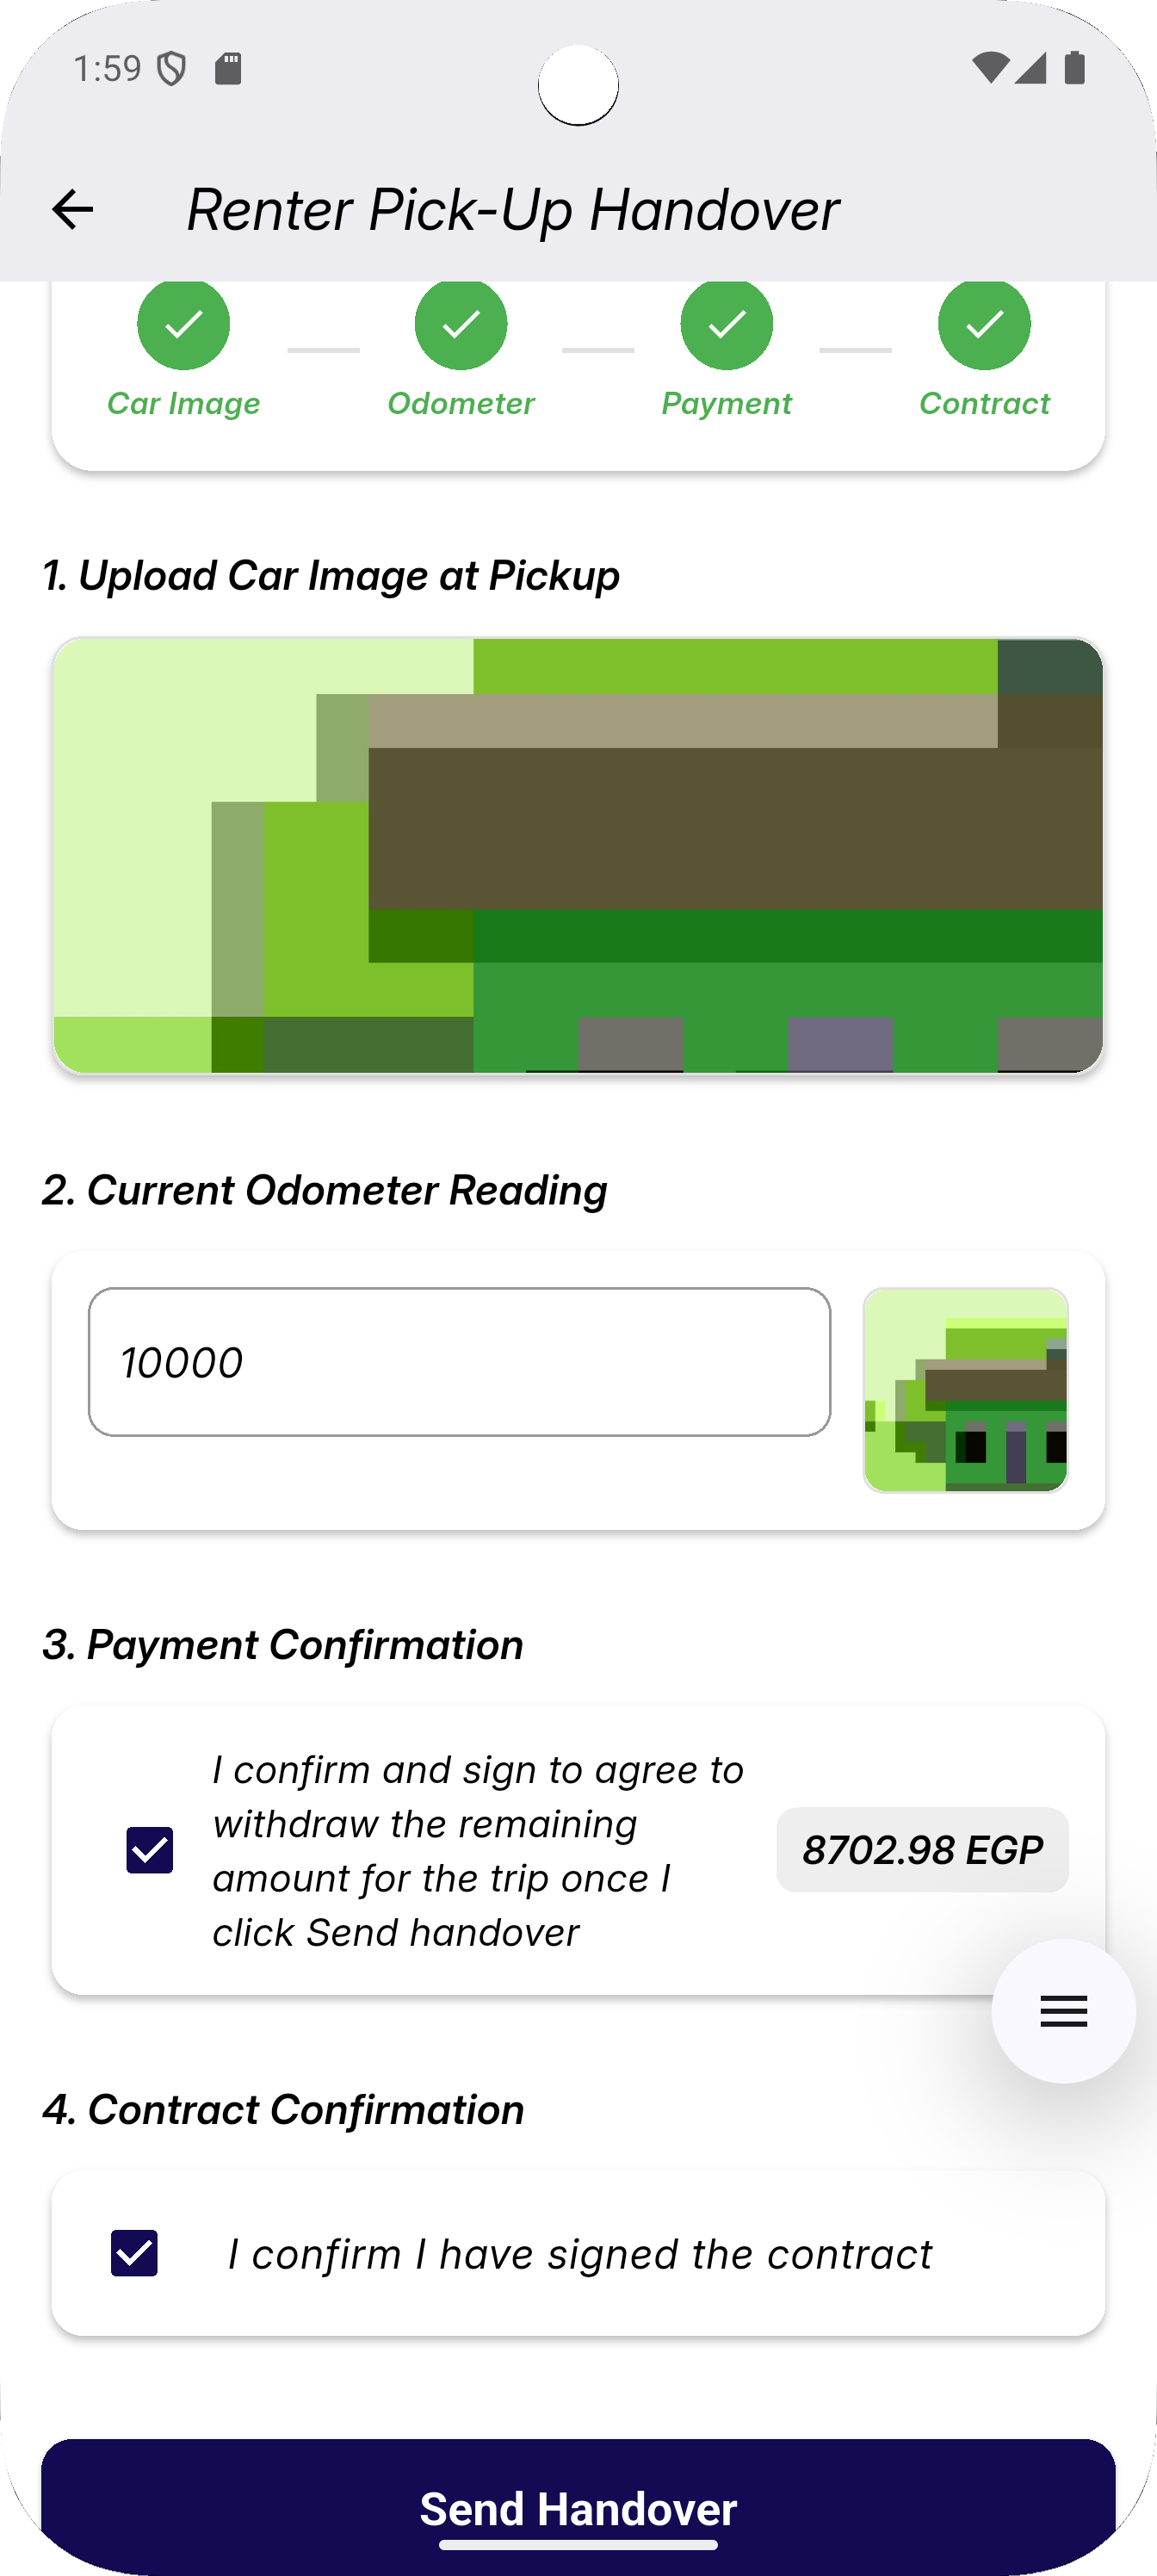 1:59
Renter Pick-Up Handover
Car Image
Odometer
Payment
Contract
1. Upload Car Image at Pickup
2. Current Odometer Reading
10000
3. Payment Confirmation
I confirm and sign to agree to
withdraw the remaining
amount for the trip once I
click Send handover
8702.98 EGP
4. Contract Confirmation
I confirm I have signed the contract
Send Handover